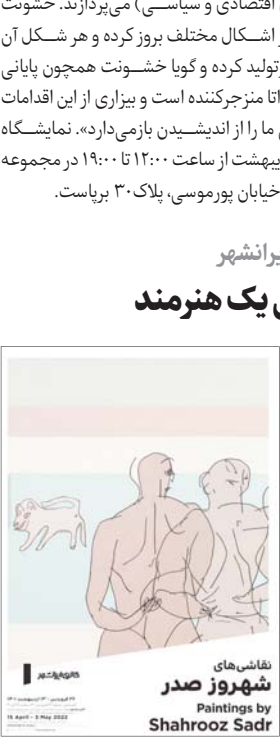 اقتصادی و سیاسی) می‌پردازند. خشونت
اشکال مختلف بروز کرده و هر شکل آن
تولید کرده و گویا خشونت همچون پایانی
منزجرکننده است و بیزاری از این اقدامات
ما را از اندیشیدن بازمی‌دارد». نمایشگاه
از ساعت ۱۲:۰۰ تا ۱۹:۰۰ در مجموعه
خیابان پورموسی، پلاک ۳۰ برپاست.
یک هنرمند
نقاشی‌های
شهروز صدر
Paintings by
15 April - 3 May 2022
Shahrooz Sadr